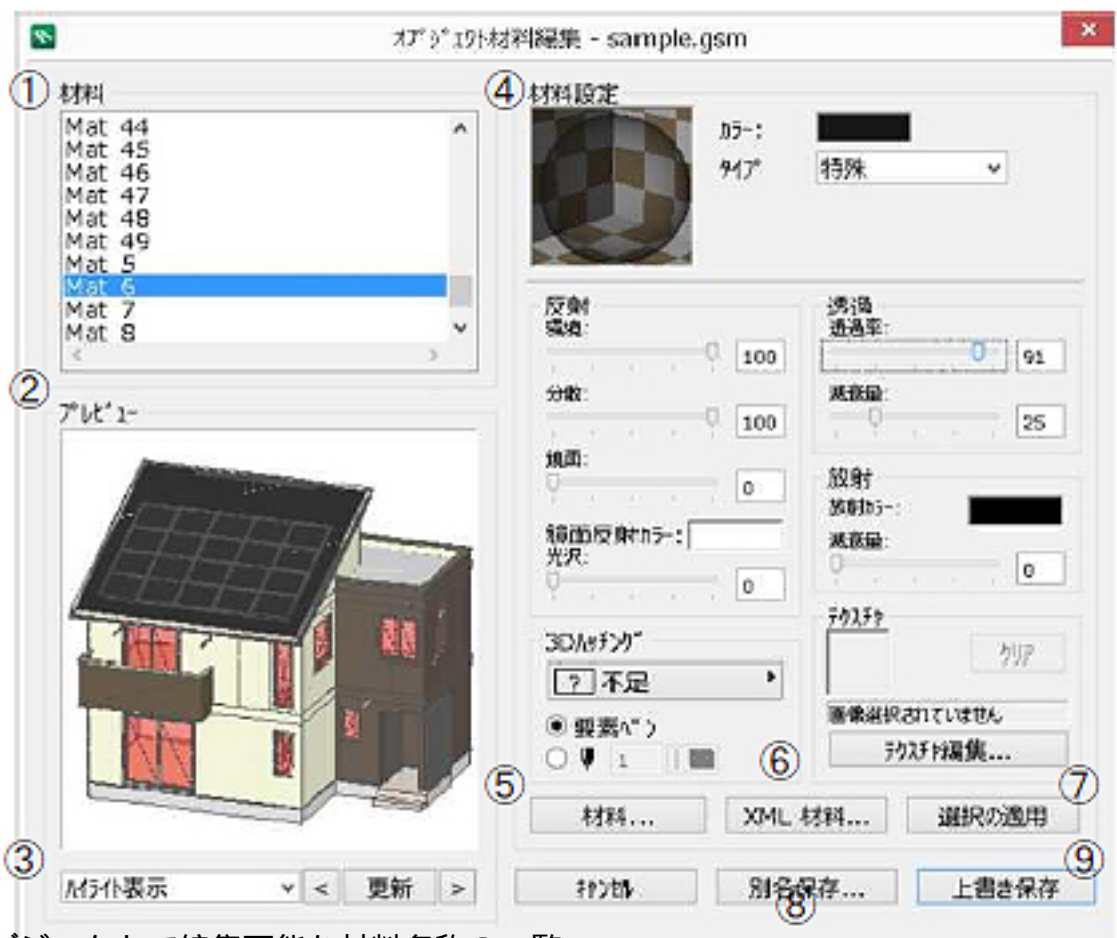 オブジェクト材料編集 - sample.gsm
① 材料
Mat 44
Mat 45
Mat 46
Mat 47
Mat 48
Mat 49
Mat 5
Mat 6
Mat 7
Mat 8
② プレビュー
③ ハイライト表示
< 更新 >
④ 材料設定
カラー:
タイプ 特殊
反射
環境:
100
分散:
100
鏡面:
0
鏡面反射カラー:
光沢:
0
透過
透過率:
91
減衰量:
25
放射
放射カラー:
減衰量:
0
3Dハッチング
? 不足
要素ペン
1
テクスチャ
クリア
画像選択されていません
テクスチャ編集...
⑤ 材料...
⑥ XML 材料...
⑦ 選択の適用
キャンセル
⑧ 別名保存...
⑨ 上書き保存